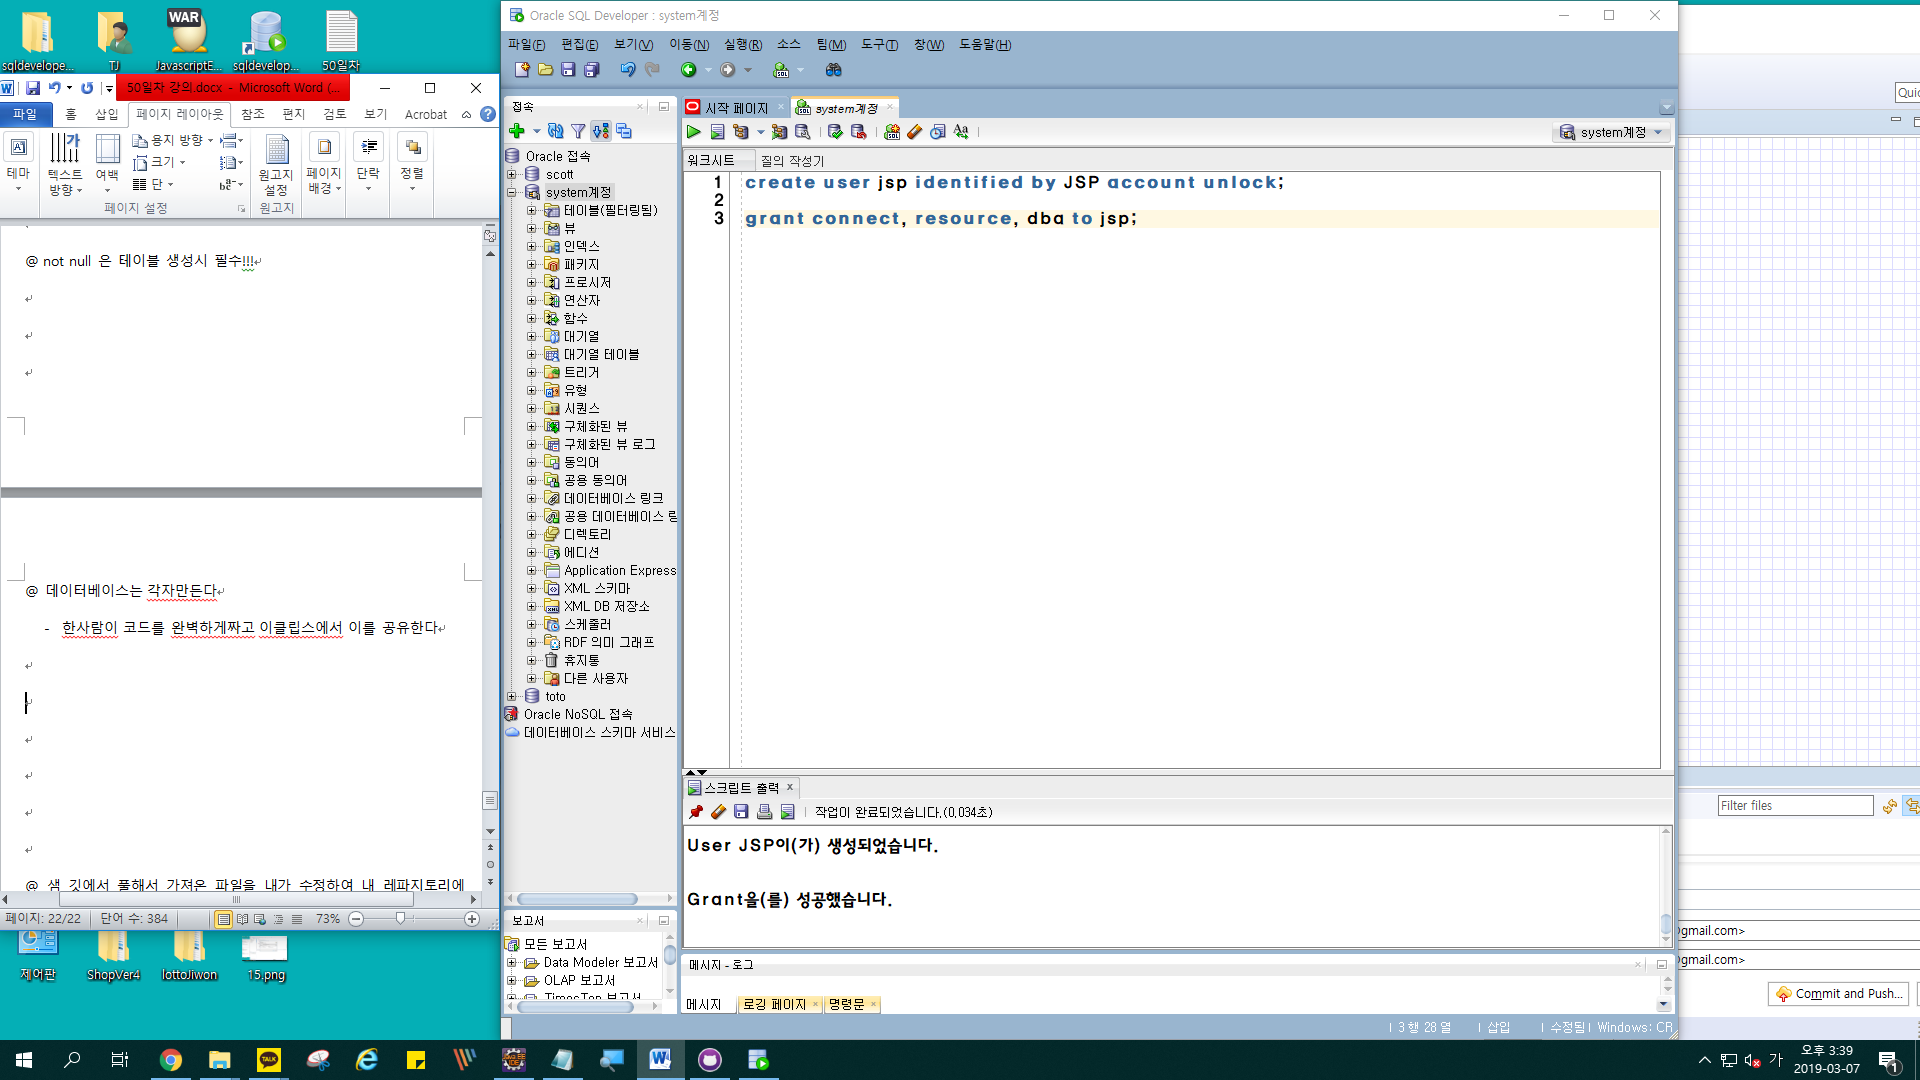 sqldevelope...
TJ
JavascriptE...
sqldevelop...
50일차
50일차 강의.docx - Microsoft Word (...
파일
홈
삽입
페이지 레이아웃
참조
편지
검토
보기
Acrobat
테마
텍스트 방향
여백
용지 방향
크기
단
원고지 설정
페이지 배경
단락
정렬
페이지 설정
원고지
@ not null 은 테이블 생성시 필수!!!
@ 데이터베이스는 각자만든다
- 한사람이 코드를 완벽하게짜고 이클립스에서 이를 공유한다
@ 샘 깃에서 풀해서 가져온 파일을 내가 수정하여 내 레파지토리에
페이지: 22/22
단어 수: 384
73%
제어판
ShopVer4
lottoJiwon
15.png
Oracle SQL Developer : system계정
파일(F) 편집(E) 보기(V) 이동(N) 실행(R) 소스 팀(M) 도구(T) 창(W) 도움말(H)
접속
Oracle 접속
scott
system계정
테이블(필터링됨)
뷰
인덱스
패키지
프로시저
연산자
함수
대기열
대기열 테이블
트리거
유형
시퀀스
구체화된 뷰
구체화된 뷰 로그
동의어
공용 동의어
데이터베이스 링크
공용 데이터베이스 링
디렉토리
에디션
Application Express
XML 스키마
XML DB 저장소
스케줄러
RDF 의미 그래프
휴지통
다른 사용자
toto
Oracle NoSQL 접속
데이터베이스 스키마 서비스
보고서
모든 보고서
Data Modeler 보고서
OLAP 보고서
TimesTen 보고서
시작 페이지
system계정
system계정
워크시트
질의 작성기
1 create user jsp identified by JSP account unlock;
2
3 grant connect, resource, dba to jsp;
스크립트 출력
작업이 완료되었습니다.(0,034초)
User JSP이(가) 생성되었습니다.
Grant을(를) 성공했습니다.
메시지 - 로그
메시지
로깅 페이지
명령문
3 행 28 열
삽입
수정됨
Windows: CR
Quic
Filter files
@gmail.com>
@gmail.com>
Commit and Push...
가
오후 3:39
2019-03-07
1